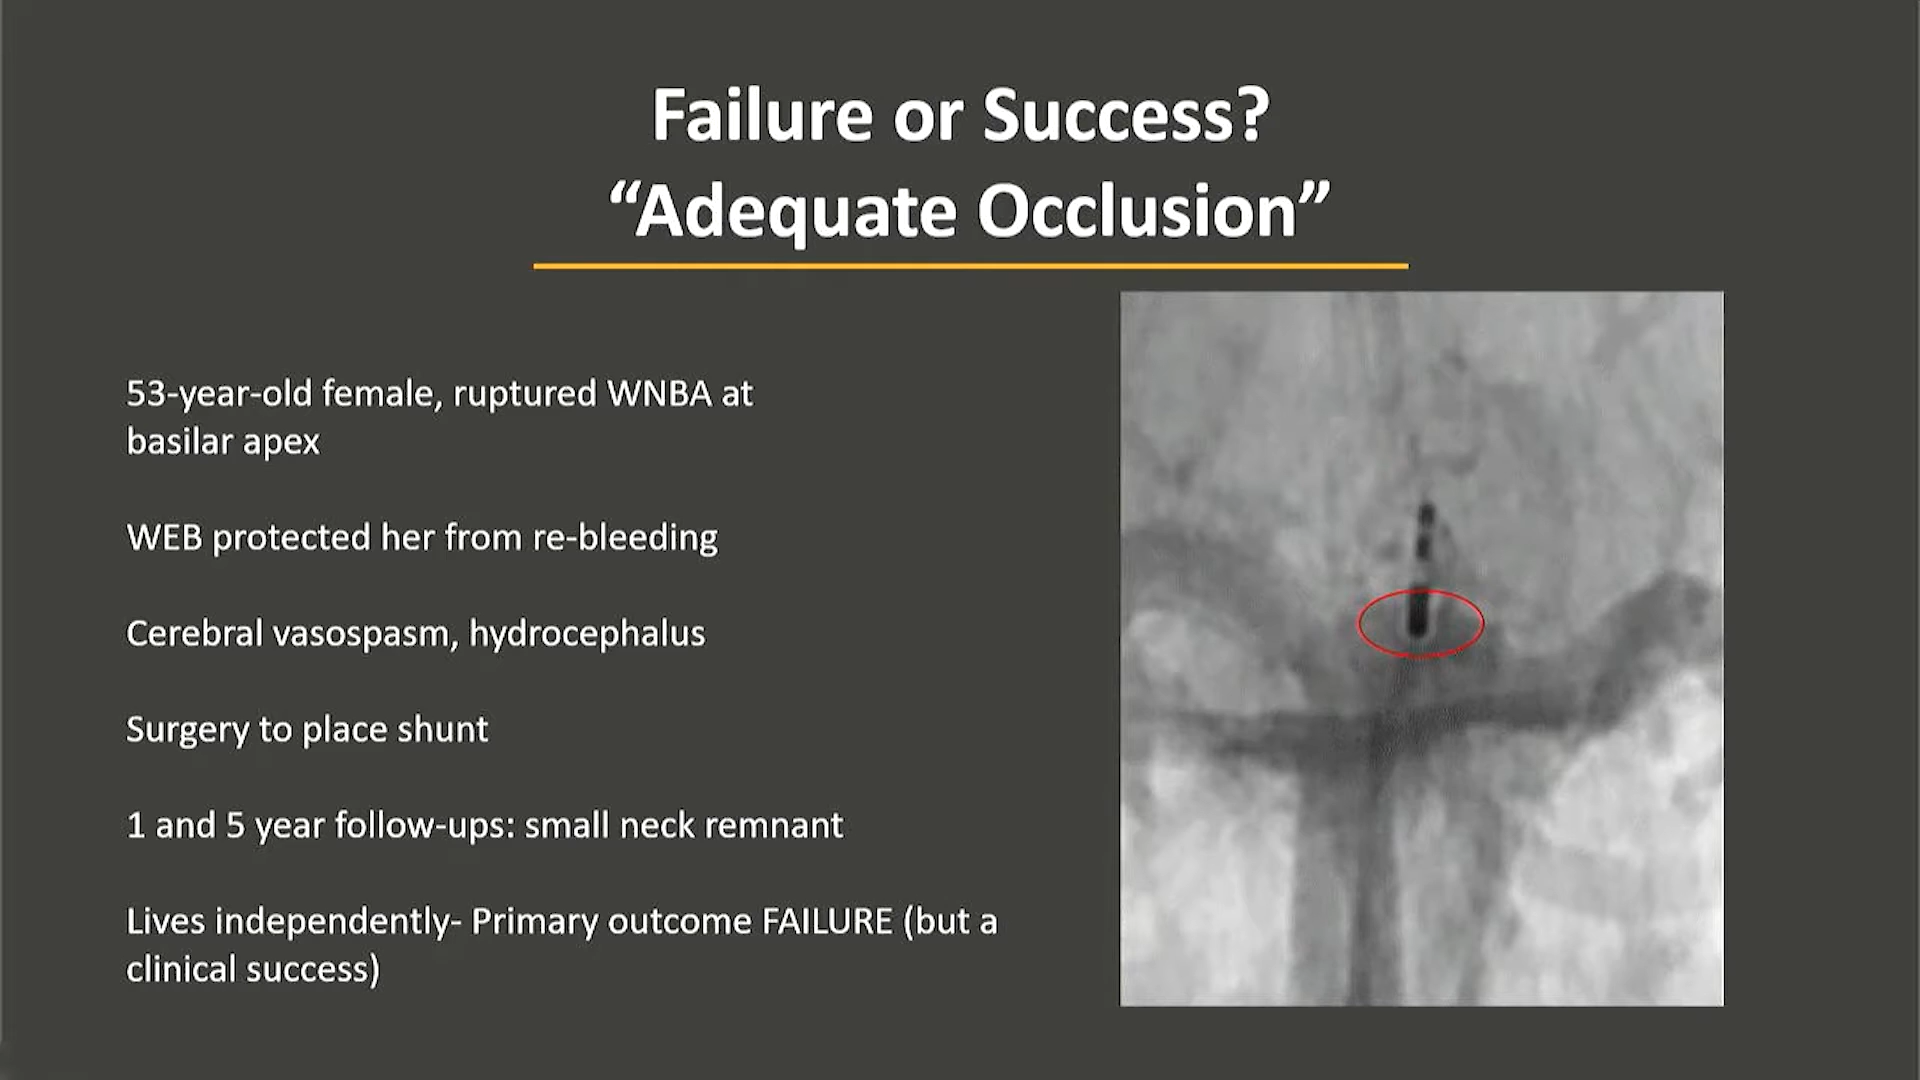 Failure or Success?
“Adequate Occlusion”
53-year-old female, ruptured WNBA at
basilar apex
WEB protected her from re-bleeding
Cerebral vasospasm, hydrocephalus
Surgery to place shunt
1 and 5 year follow-ups: small neck remnant
Lives independently- Primary outcome FAILURE (but a
clinical success)